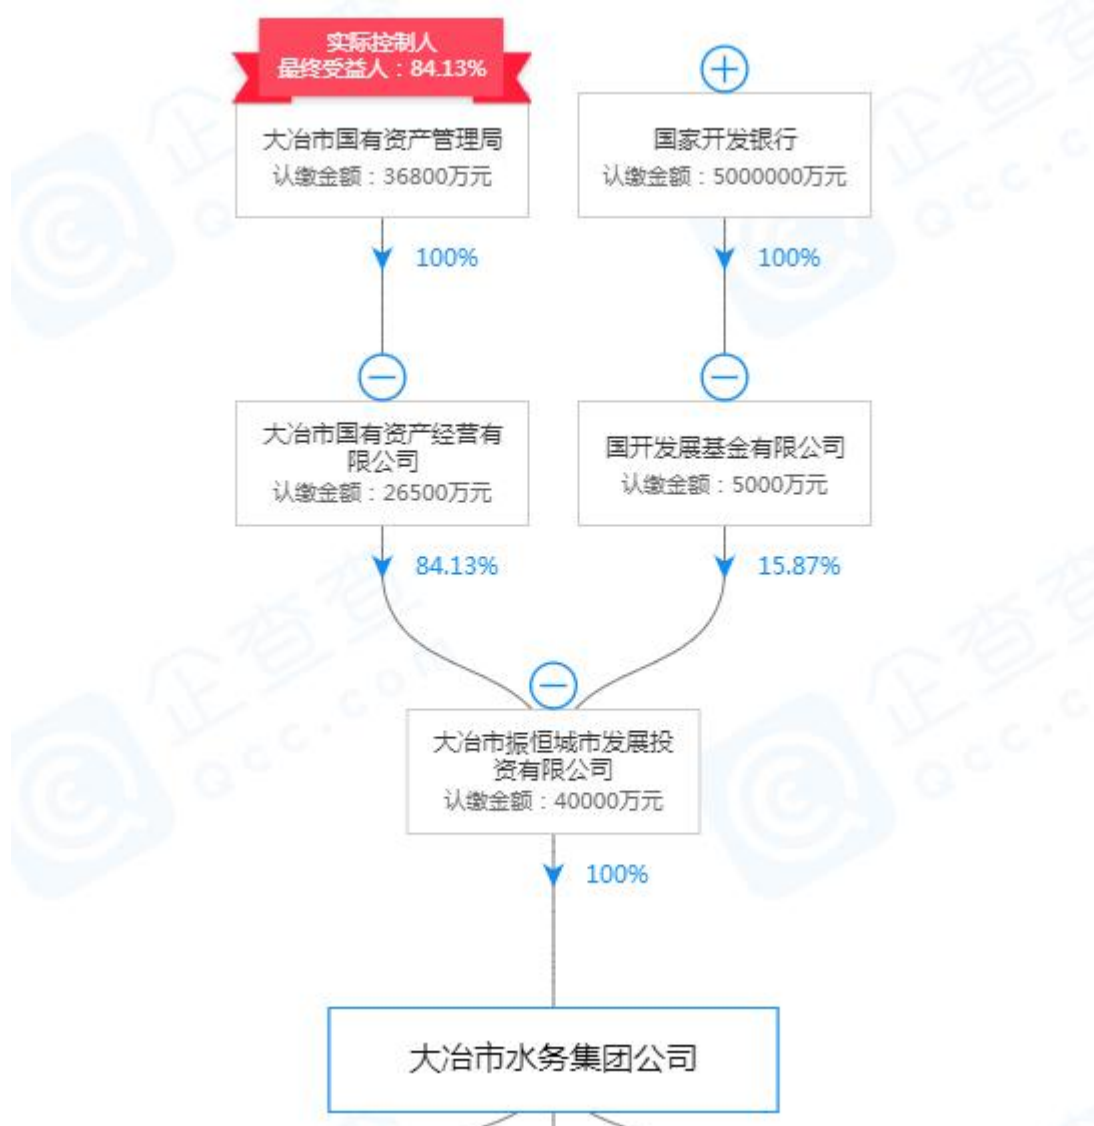 实际控制人
最终受益人：84.13%
大冶市国有资产管理局
认缴金额：36800万元
国家开发银行
认缴金额：5000000万元
100%
100%
大冶市国有资产经营有
限公司
认缴金额：26500万元
国开发展基金有限公司
认缴金额：5000万元
84.13%
15.87%
大冶市振恒城市发展投
资有限公司
认缴金额：40000万元
100%
大冶市水务集团公司
企查查
Qcc.com